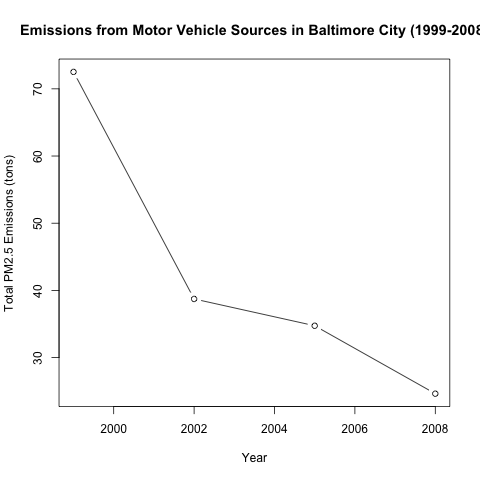 Emissions from Motor Vehicle Sources in Baltimore City (1999-2008
Total PM2.5 Emissions (tons)
70
60
50
40
30
2000 2002 2004 2006 2008
Year